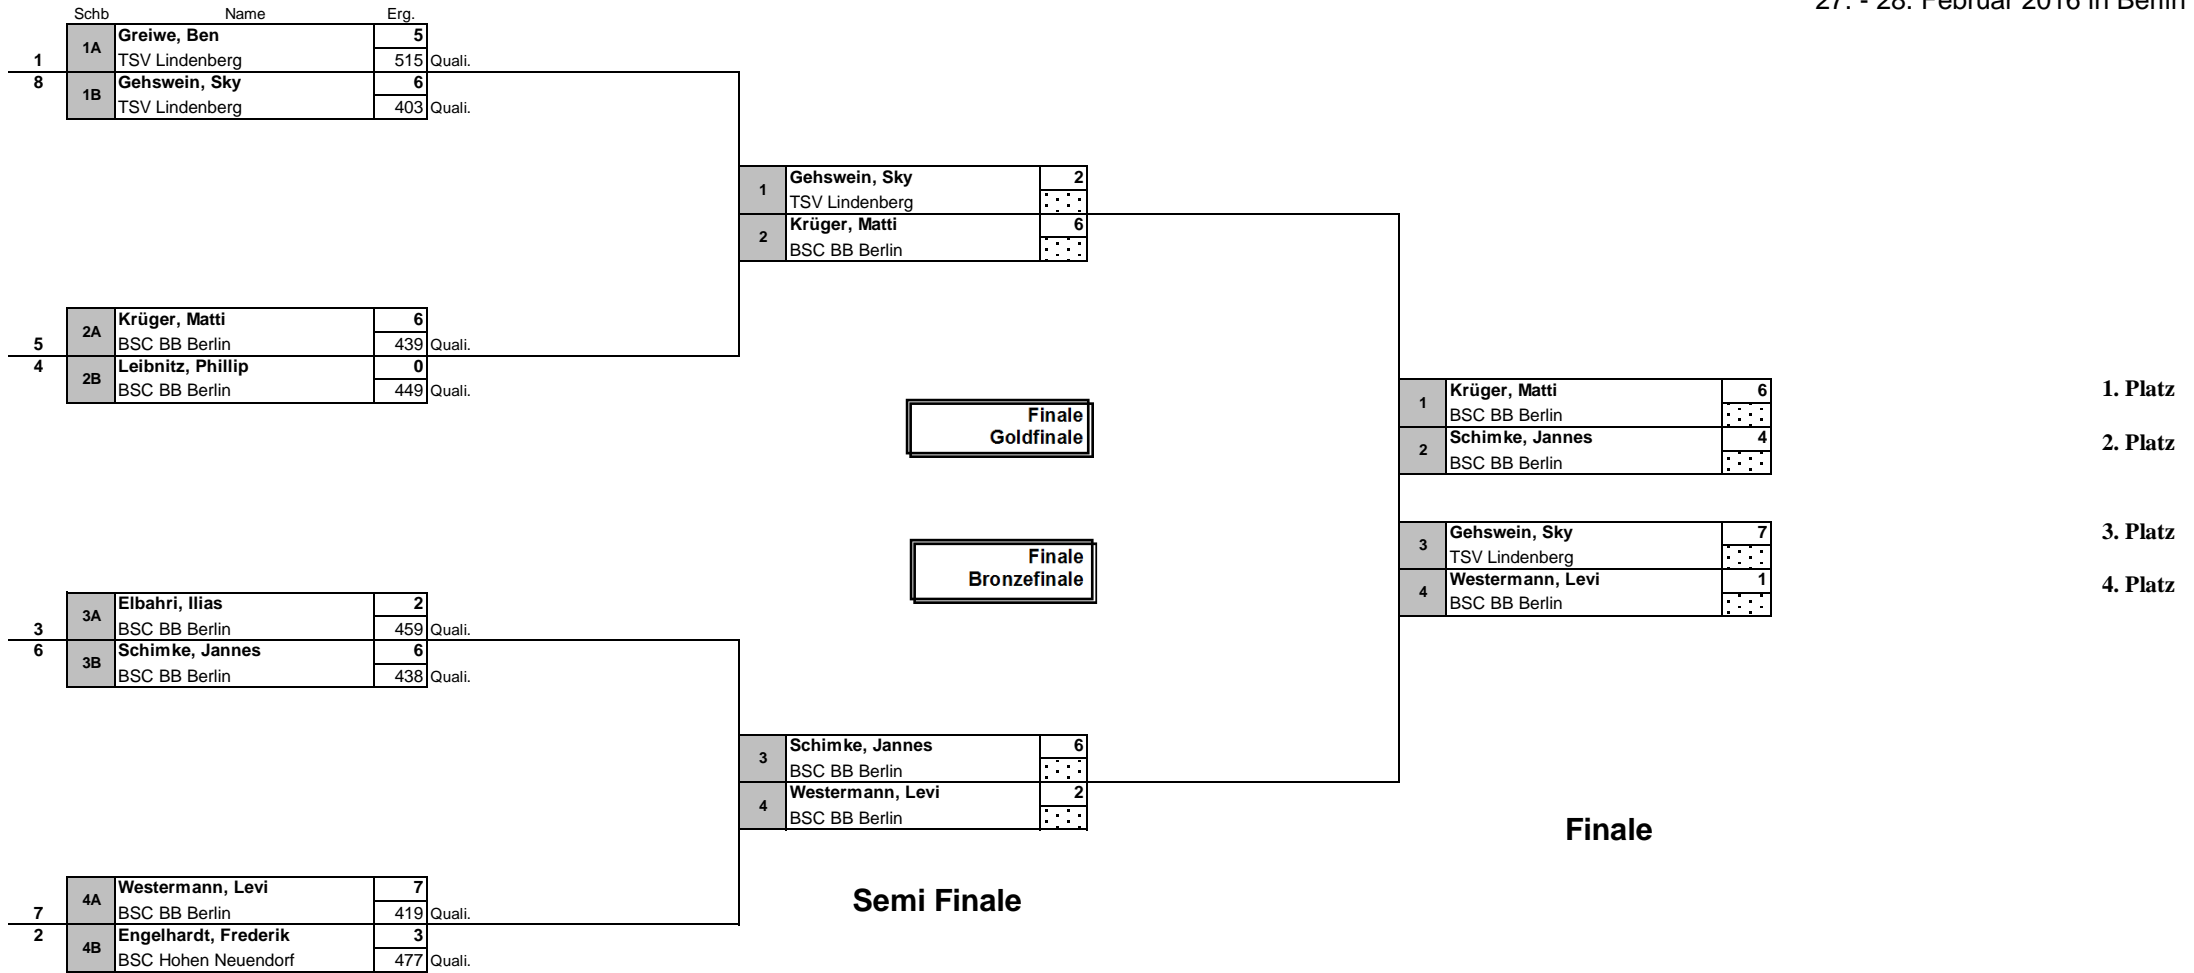 27. - 28. Februar 2016 in Berlin
Schb Name Erg.
1A Greiwe, Ben 5
1 TSV Lindenberg 515 Quali.
8 1B Gehswein, Sky 6
TSV Lindenberg 403 Quali.
1 Gehswein, Sky 2
TSV Lindenberg
2 Krüger, Matti 6
BSC BB Berlin
2A Krüger, Matti 6
5 BSC BB Berlin 439 Quali.
4 2B Leibnitz, Phillip 0
BSC BB Berlin 449 Quali.
Finale
Goldfinale
1 Krüger, Matti 6 1. Platz
BSC BB Berlin
2 Schimke, Jannes 4 2. Platz
BSC BB Berlin
Finale
Bronzefinale
3 Gehswein, Sky 7 3. Platz
TSV Lindenberg
4 Westermann, Levi 1 4. Platz
BSC BB Berlin
3A Elbahri, Ilias 2
3 BSC BB Berlin 459 Quali.
6 3B Schimke, Jannes 6
BSC BB Berlin 438 Quali.
3 Schimke, Jannes 6
BSC BB Berlin
4 Westermann, Levi 2
BSC BB Berlin
Finale
Semi Finale
4A Westermann, Levi 7
7 BSC BB Berlin 419 Quali.
2 4B Engelhardt, Frederik 3
BSC Hohen Neuendorf 477 Quali.